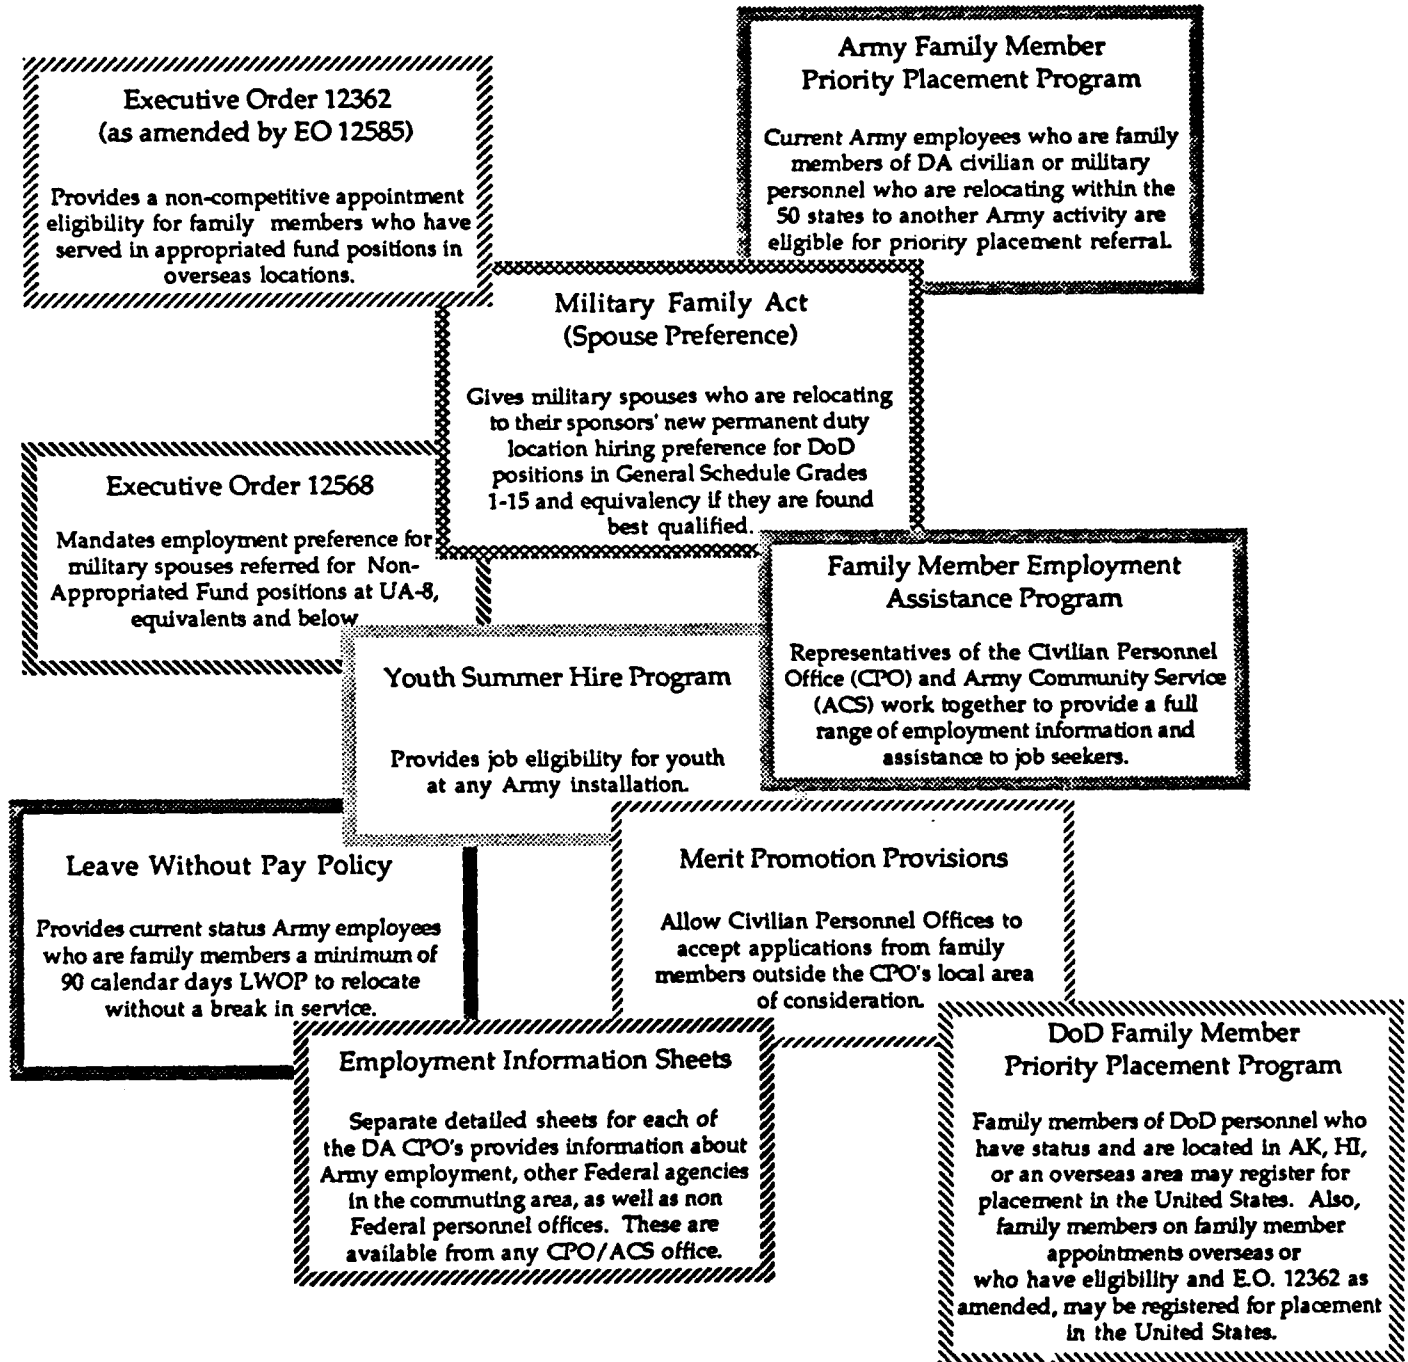 Army Family Member
Priority Placement Program
Current Army employees who are family
members of DA civilian or military
personnel who are relocating within the
50 states to another Army activity are
eligible for priority placement referral.
Executive Order 12362
(as amended by EO 12585)
Provides a non-competitive appointment
eligibility for family members who have
served in appropriated fund positions in
overseas locations.
Military Family Act
(Spouse Preference)
Gives military spouses who are relocating
to their sponsors' new permanent duty
location hiring preference for DoD
positions in General Schedule Grades
1-15 and equivalency if they are found
best qualified.
Executive Order 12568
Mandates employment preference for
military spouses referred for Non-
Appropriated Fund positions at UA-8,
equivalents and below
Family Member Employment
Assistance Program
Representatives of the Civilian Personnel
Office (CPO) and Army Community Service
(ACS) work together to provide a full
range of employment information and
assistance to job seekers.
Youth Summer Hire Program
Provides job eligibility for youth
at any Army installation.
Leave Without Pay Policy
Provides current status Army employees
who are family members a minimum of
90 calendar days LWOP to relocate
without a break in service.
Merit Promotion Provisions
Allow Civilian Personnel Offices to
accept applications from family
members outside the CPO's local area
of consideration.
Employment Information Sheets
Separate detailed sheets for each of
the DA CPO's provides information about
Army employment, other Federal agencies
in the commuting area, as well as non
Federal personnel offices. These are
available from any CPO/ACS office.
DoD Family Member
Priority Placement Program
Family members of DoD personnel who
have status and are located in AK, HI,
or an overseas area may register for
placement in the United States. Also,
family members on family member
appointments overseas or
who have eligibility and E.O. 12362 as
amended, may be registered for placement
in the United States.